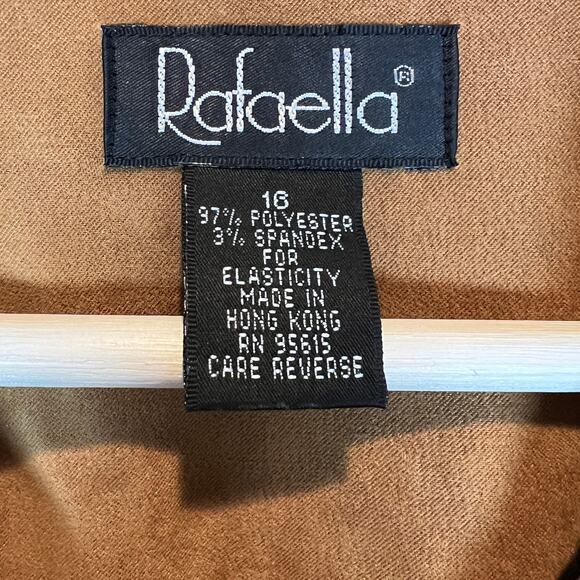 Rafaella®
16
97% POLYESTER
3% SPANDEX
FOR
ELASTICITY
MADE IN
HONG KONG
RN 95615
CARE REVERSE